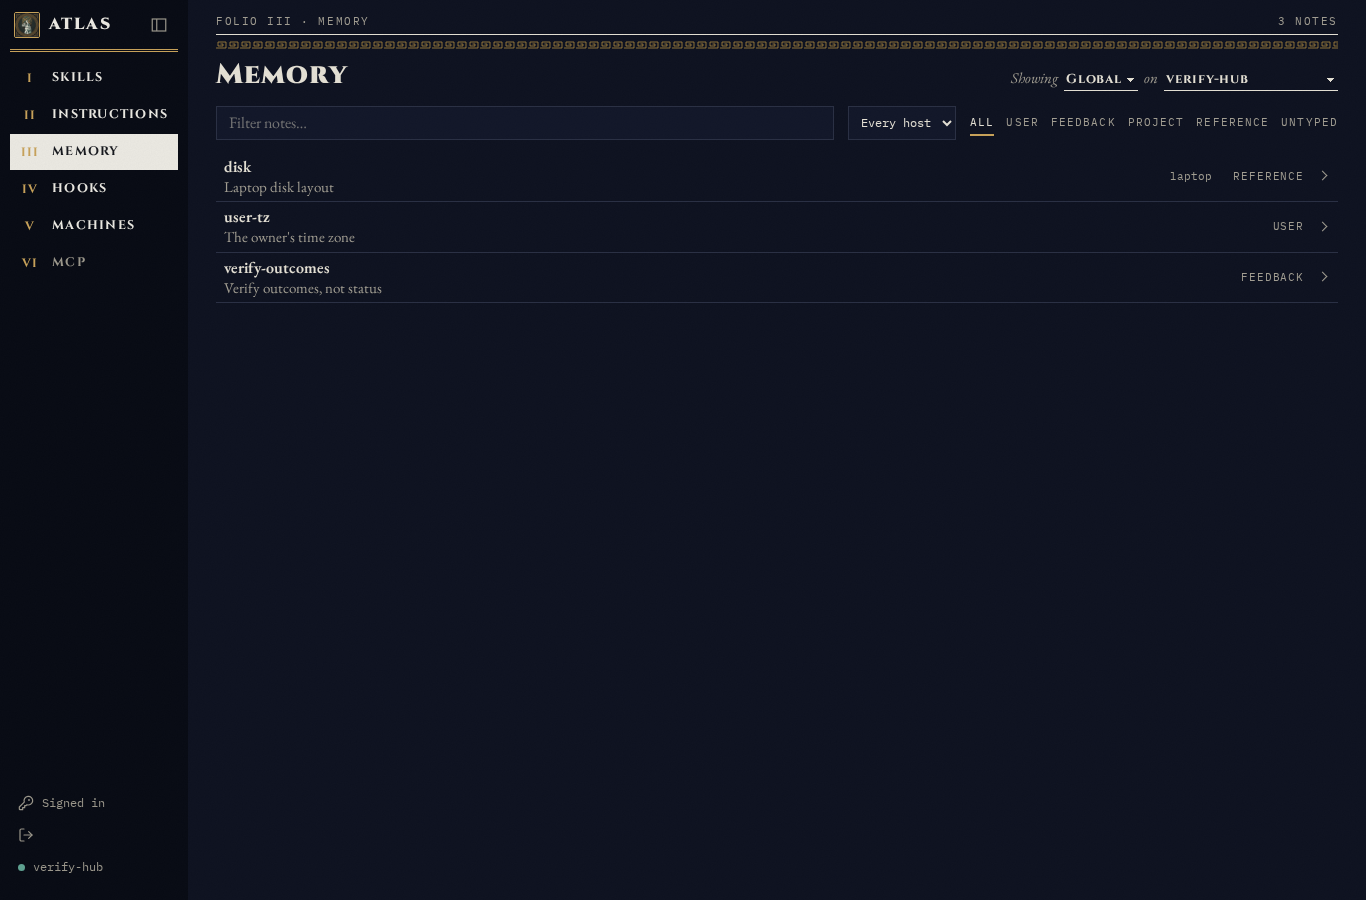 ATLAS
I SKILLS
II INSTRUCTIONS
III MEMORY
IV HOOKS
V MACHINES
VI MCP
Signed in
verify-hub
FOLIO III · MEMORY 3 NOTES
MEMORY Showing GLOBAL on VERIFY-HUB
Filter notes... Every host ALL USER FEEDBACK PROJECT REFERENCE UNTYPED
disk
Laptop disk layout
laptop REFERENCE
user-tz
The owner's time zone
USER
verify-outcomes
Verify outcomes, not status
FEEDBACK